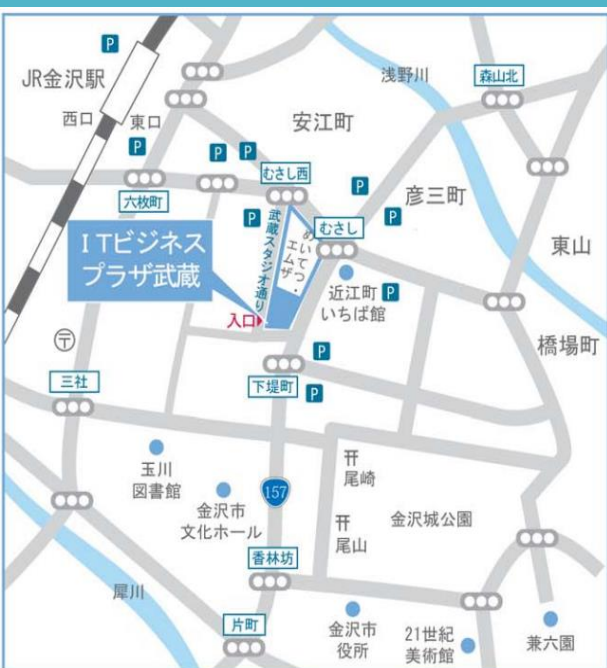 P
JR金沢駅
西口
東口
P
P
P
浅野川
森山北
安江町
六枚町
むさし西
P
P
彦三町
P
むさし
東山
ITビジネス
プラザ武蔵
武蔵スタジオ通り
めいてつ・
エムザ
近江町
いちば館
P
入口
橋場町
〒
三社
下堤町
P
P
玉川
図書館
金沢市
文化ホール
157
尾崎
尾山
金沢城公園
香林坊
犀川
片町
金沢市
役所
21世紀
美術館
兼六園